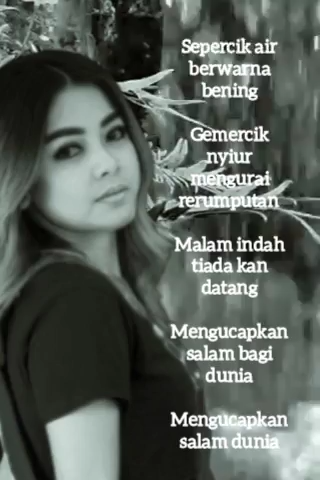 Sepercik air
berwarna
bening
Gemercik
nyiur
mengurai
rerumputan
Malam indah
tiada kan
datang
Mengucapkan
salam bagi
dunia
Mengucapkan
salam dunia